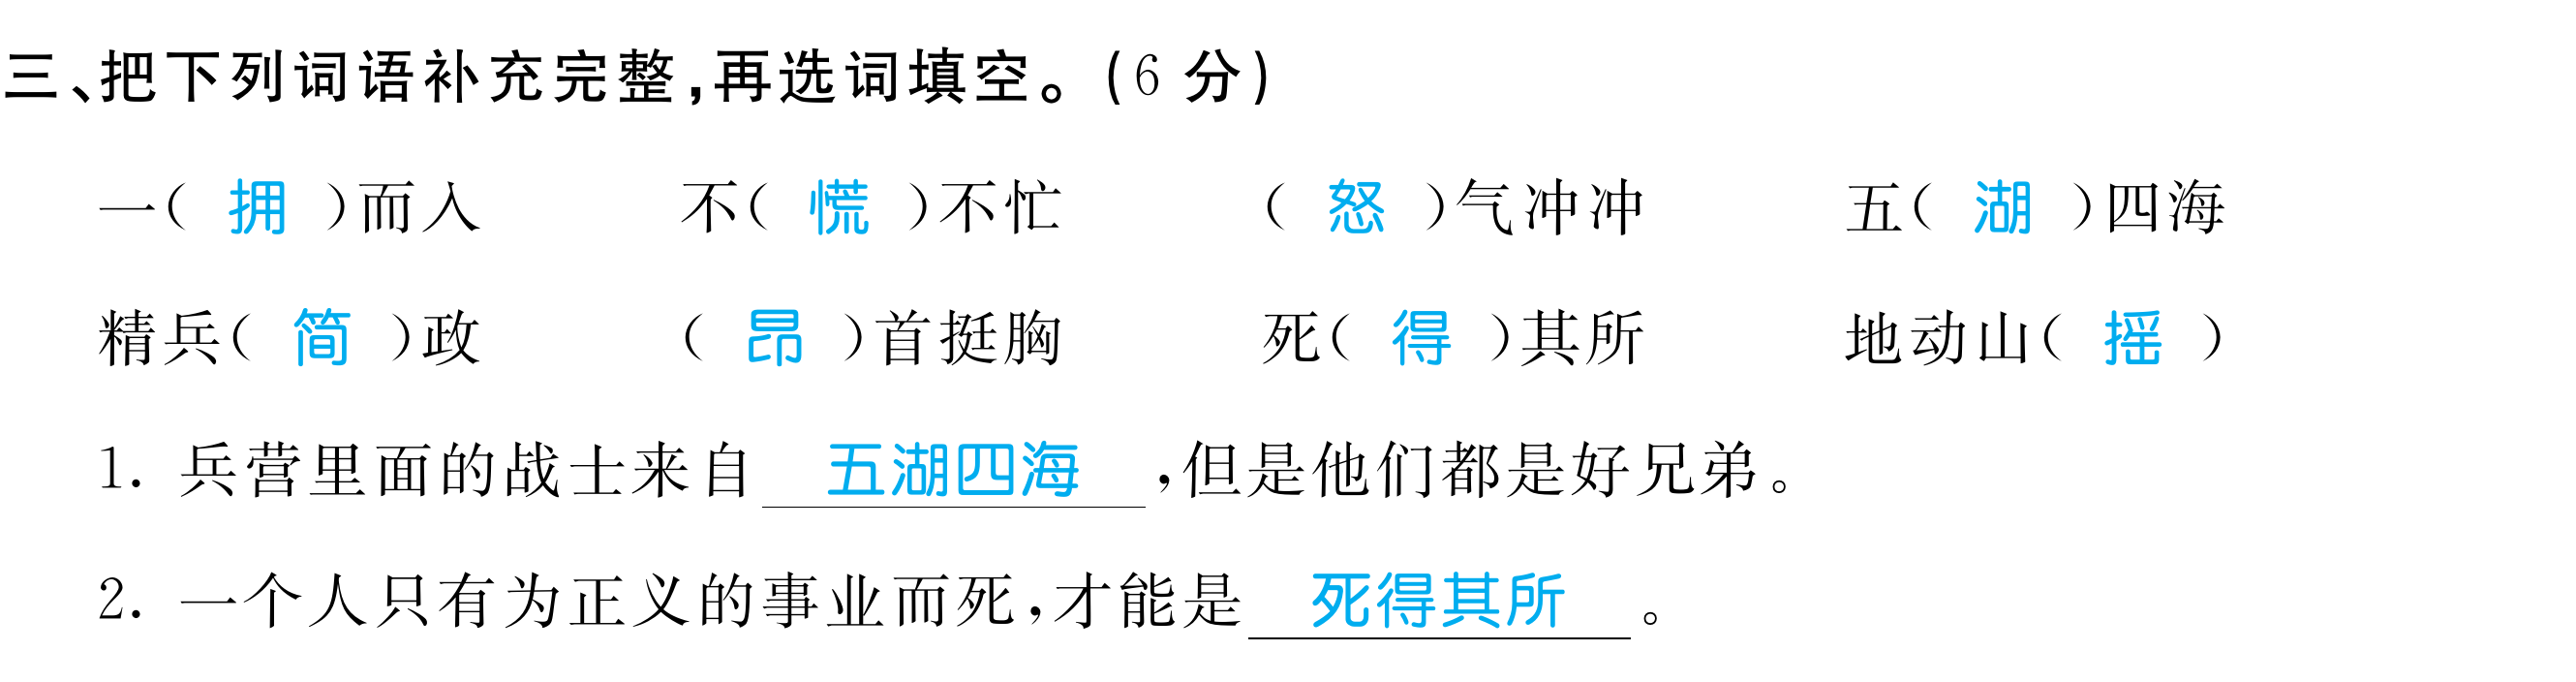 三、把下列词语补充完整,再选词填空。(6 分)
一( 拥 )而入 不( 慌 )不忙 ( 怒 )气冲冲 五( 湖 )四海
精兵( 简 )政 ( 昂 )首挺胸 死( 得 )其所 地动山( 摇 )
1. 兵营里面的战士来自 五湖四海 ,但是他们都是好兄弟。
2. 一个人只有为正义的事业而死,才能是 死得其所 。